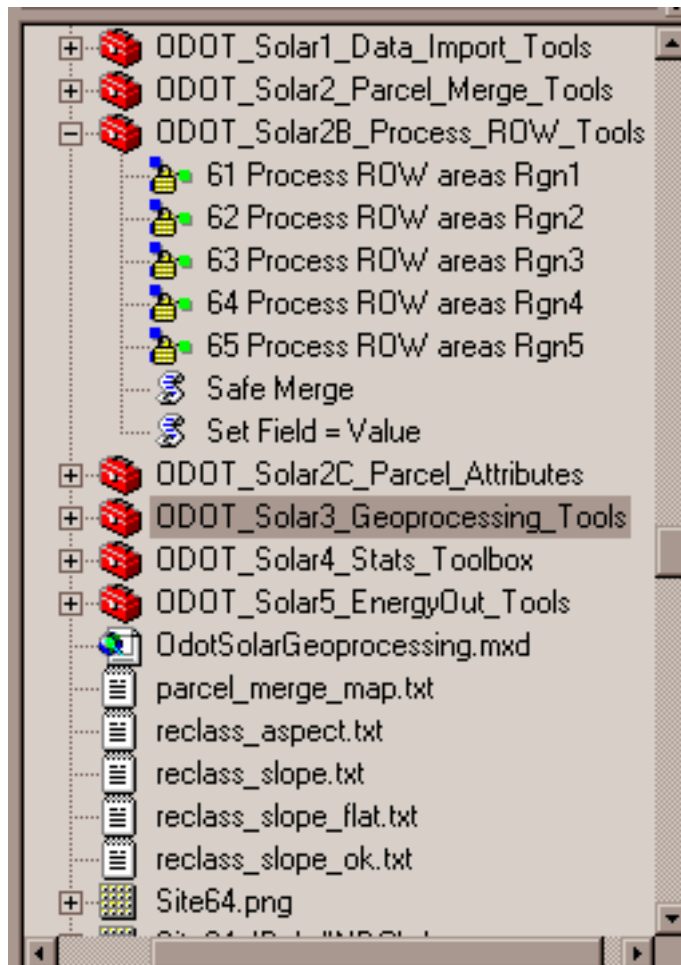 ODOT_Solar1_Data_Import_Tools
ODOT_Solar2_Parcel_Merge_Tools
ODOT_Solar2B_Process_ROW_Tools
61 Process ROW areas Rgn1
62 Process ROW areas Rgn2
63 Process ROW areas Rgn3
64 Process ROW areas Rgn4
65 Process ROW areas Rgn5
Safe Merge
Set Field = Value
ODOT_Solar2C_Parcel_Attributes
ODOT_Solar3_Geoprocessing_Tools
ODOT_Solar4_Stats_Toolbox
ODOT_Solar5_EnergyOut_Tools
OdotSolarGeoprocessing.mxd
parcel_merge_map.txt
reclass_aspect.txt
reclass_slope.txt
reclass_slope_flat.txt
reclass_slope_ok.txt
Site64.png